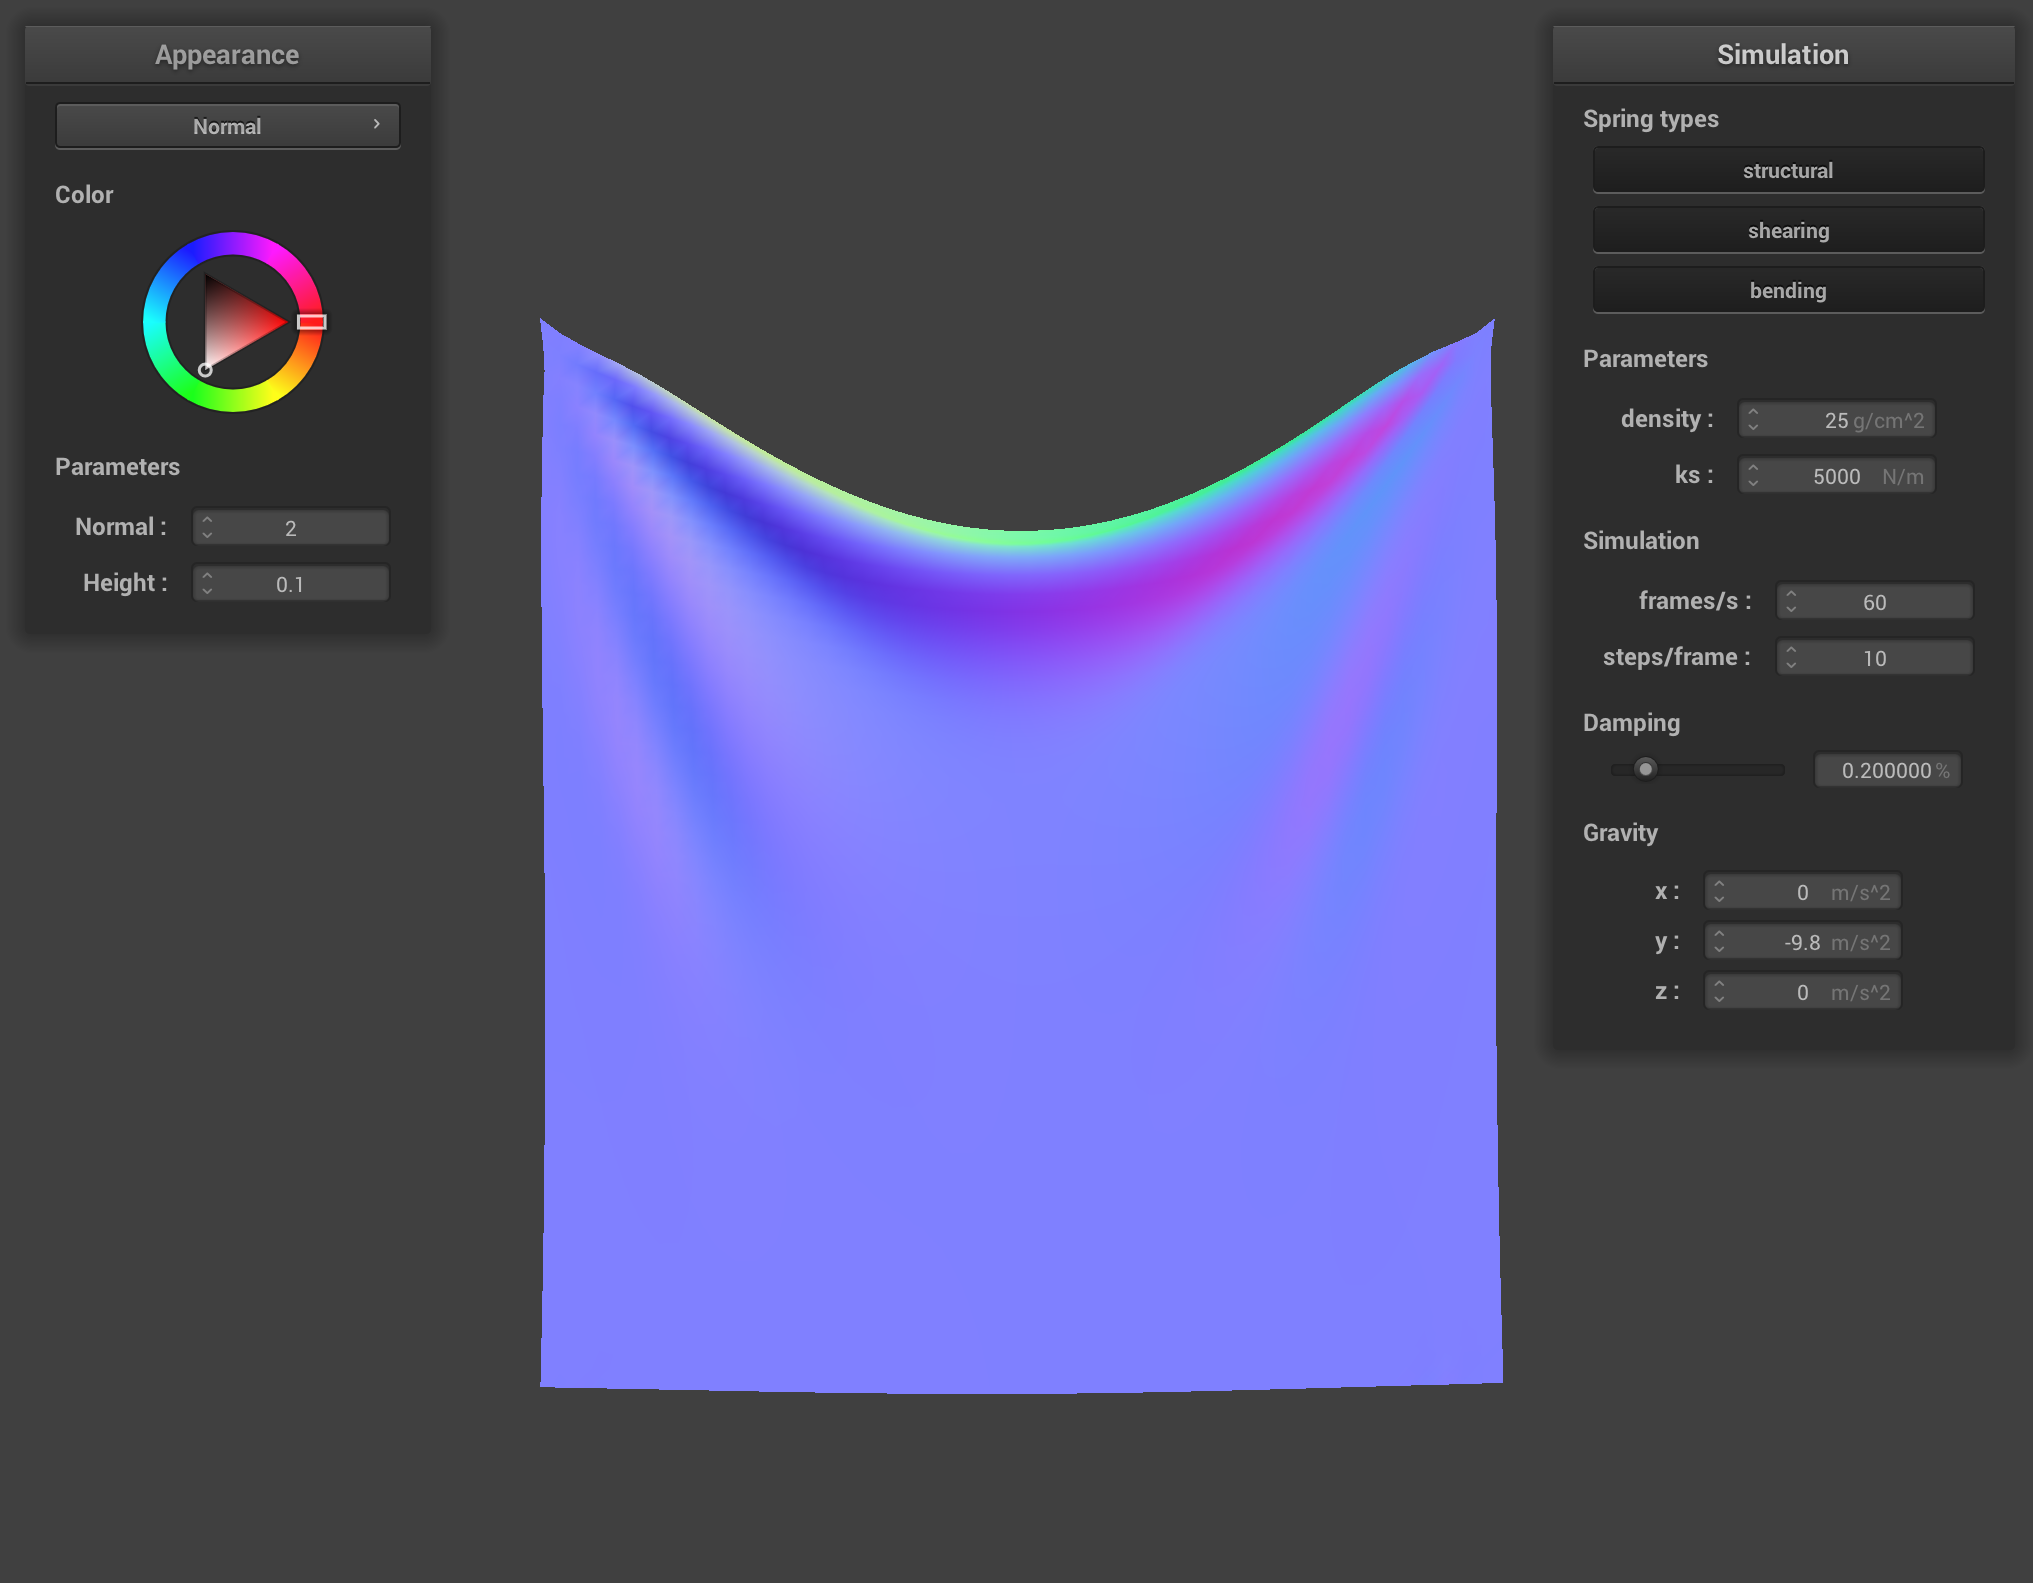 Appearance
Normal
Color
Parameters
Normal : 2
Height : 0.1
Simulation
Spring types
structural
shearing
bending
Parameters
density : 25 g/cm^2
ks : 5000 N/m
Simulation
frames/s : 60
steps/frame : 10
Damping
0.200000 %
Gravity
x : 0 m/s^2
y : -9.8 m/s^2
z : 0 m/s^2